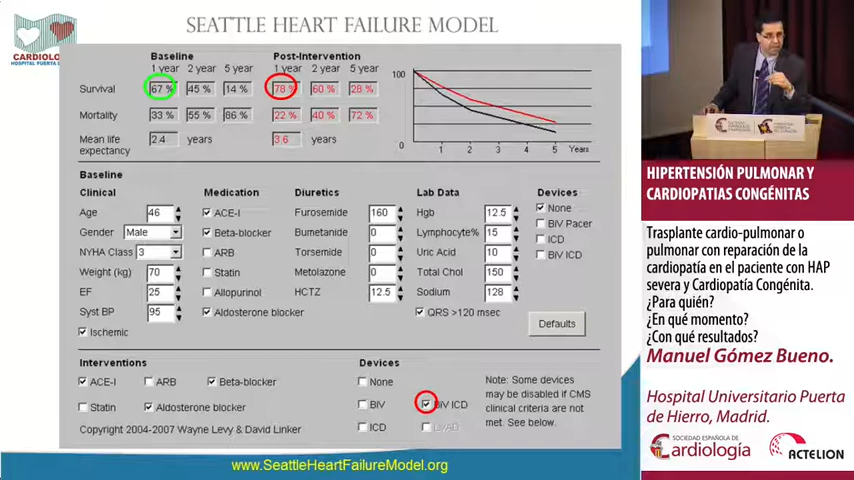 SEATTLE HEART FAILURE MODEL
CARDIOLO
HOSPITAL PUERTA
Baseline Post-Intervention
1 year 2 year 5 year 1 year 2 year 5 year
Survival 67 % 45 % 14 % 78 % 60 % 28 %
Mortality 33 % 55 % 86 % 22 % 40 % 72 %
Mean life expectancy 2.4 years 3.6 years
100
0
1 2 3 4 5 Years
Baseline
Clinical Medication Diuretics Lab Data Devices
Age 46 ACE-I Furosemide 160 Hgb 12.5 None
Gender Male Beta-blocker Bumetanide 0 Lymphocyte% 15 BiV Pacer
NYHA Class 3 ARB Torsemide 0 Uric Acid 10 ICD
Weight (kg) 70 Statin Metolazone 0 Total Chol 150 BiV ICD
EF 25 Allopurinol HCTZ 12.5 Sodium 128
Syst BP 95 Aldosterone blocker QRS >120 msec
Ischemic
Defaults
Interventions Devices
ACE-I ARB Beta-blocker None
Statin Aldosterone blocker BIV BiV ICD
ICD LVAD
Note: Some devices
may be disabled if CMS
clinical criteria are not
met. See below.
Copyright 2004-2007 Wayne Levy & David Linker
www.SeattleHeartFailureModel.org
HIPERTENSIÓN PULMONAR Y
CARDIOPATIAS CONGÉNITAS
Trasplante cardio-pulmonar o
pulmonar con reparación de la
cardiopatía en el paciente con HAP
severa y Cardiopatía Congénita.
¿Para quién?
¿En qué momento?
¿Con qué resultados?
Manuel Gómez Bueno.
Hospital Universitario Puerta
de Hierro, Madrid.
SOCIEDAD ESPAÑOLA DE
Cardiología
ACTELION